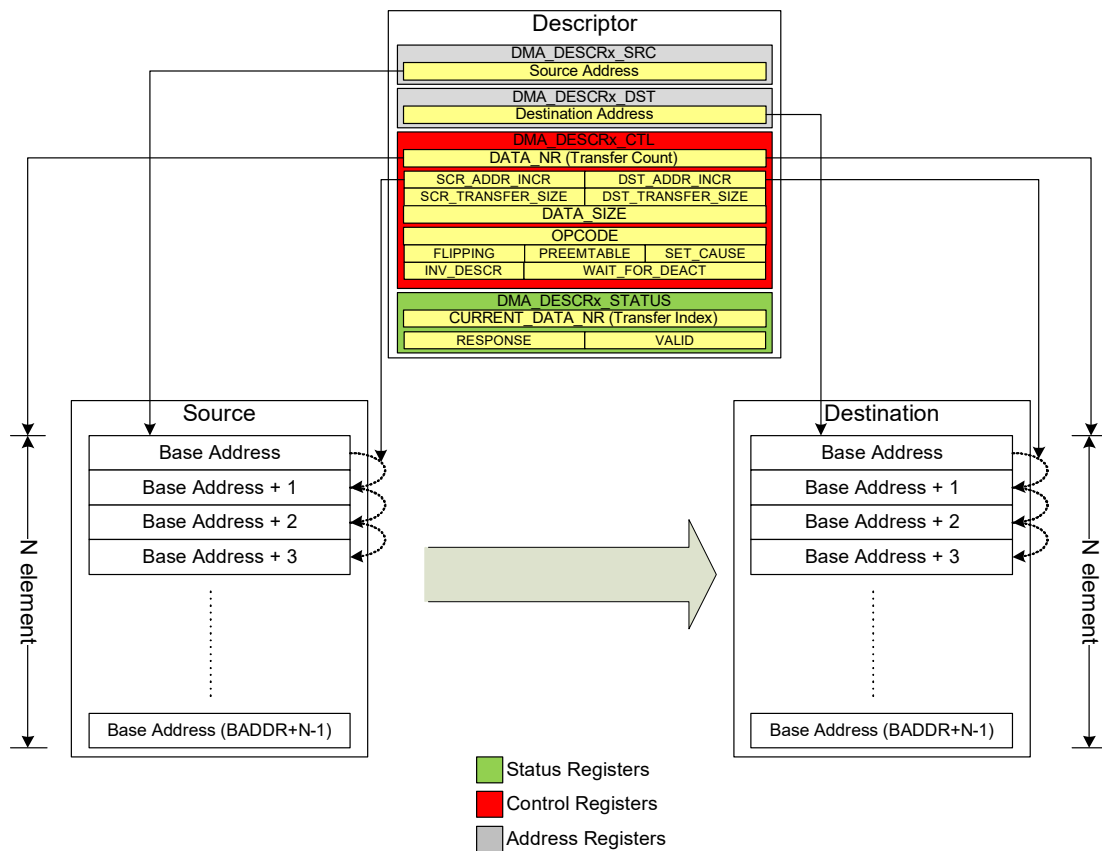 Descriptor
DMA_DESCRx_SRC
Source Address
DMA_DESCRx_DST
Destination Address
DMA_DESCRx_CTL
DATA_NR (Transfer Count)
SCR_ADDR_INCR DST_ADDR_INCR
SCR_TRANSFER_SIZE DST_TRANSFER_SIZE
DATA_SIZE
OPCODE
FLIPPING PREEMTABLE SET_CAUSE
INV_DESCR WAIT_FOR_DEACT
DMA_DESCRx_STATUS
CURRENT_DATA_NR (Transfer Index)
RESPONSE VALID
Source
Base Address
Base Address + 1
Base Address + 2
Base Address + 3
Base Address (BADDR+N-1)
N element
Destination
Base Address
Base Address + 1
Base Address + 2
Base Address + 3
Base Address (BADDR+N-1)
N element
Status Registers
Control Registers
Address Registers